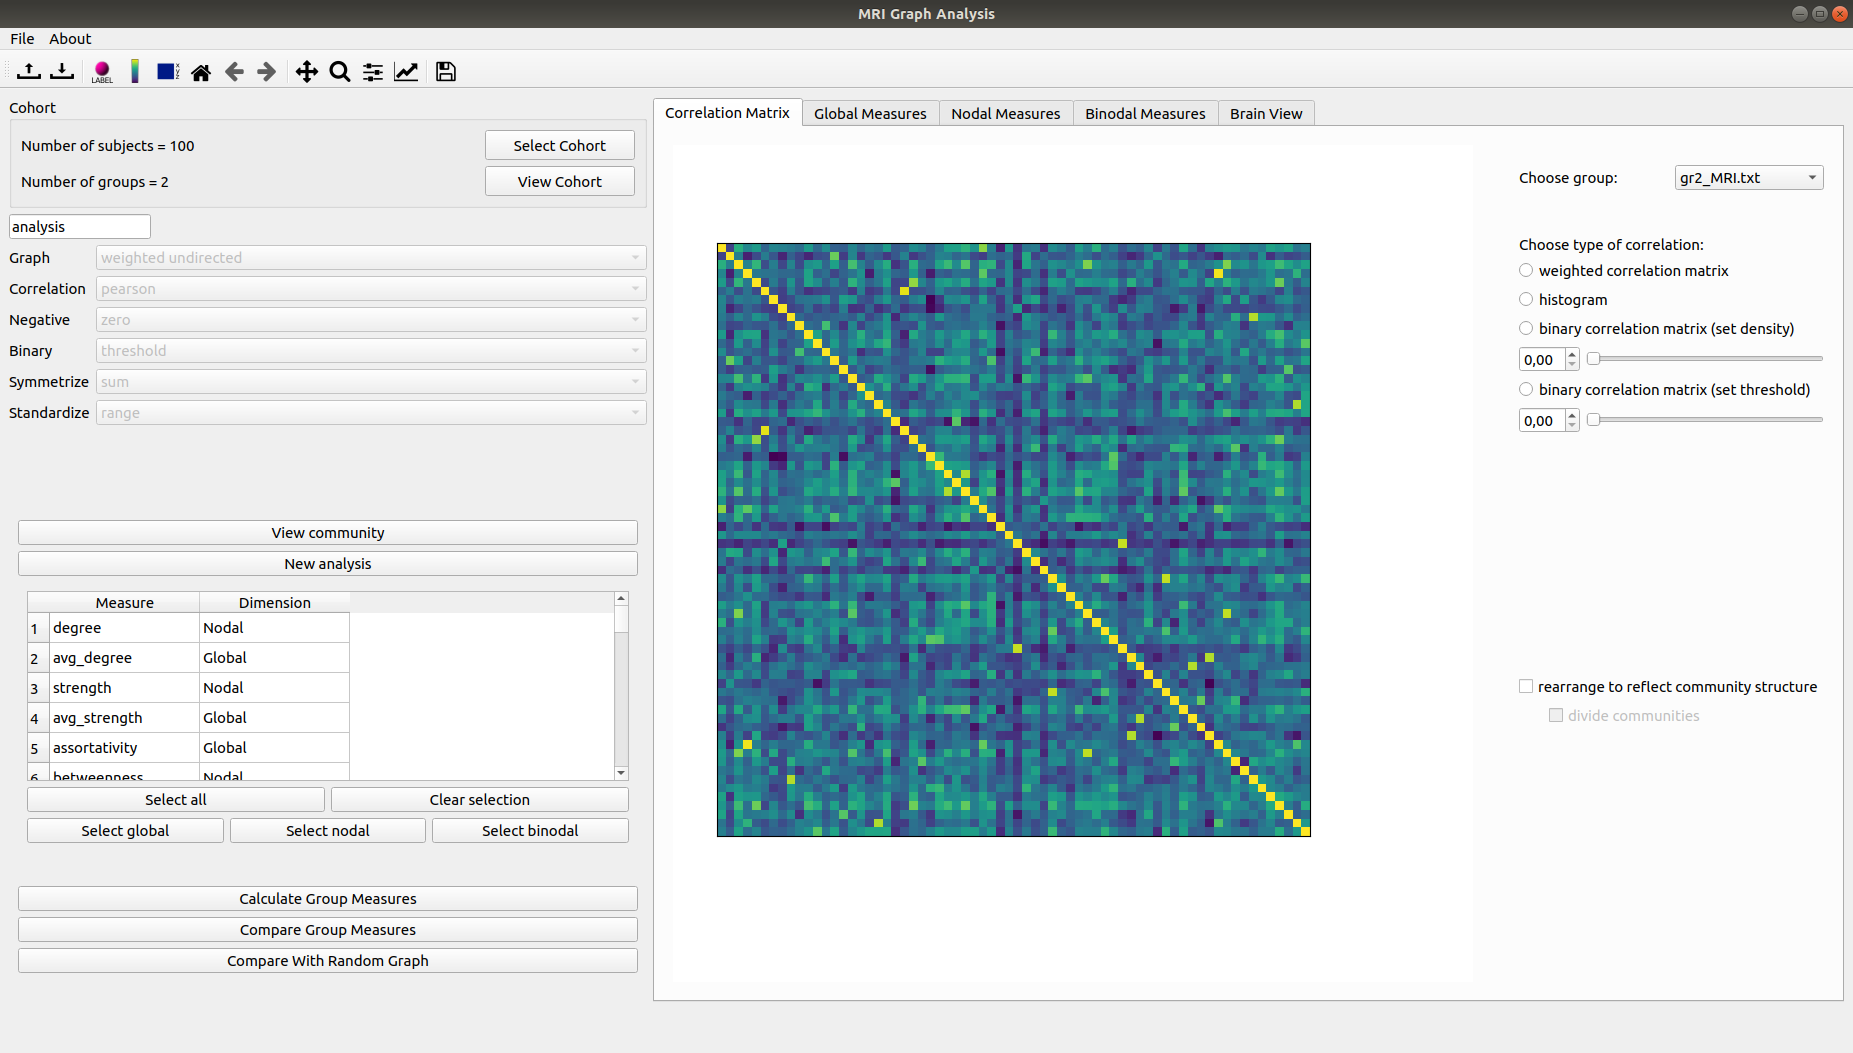 MRI Graph Analysis
File About
LABEL
x
y
z
Cohort
Number of subjects = 100
Select Cohort
Number of groups = 2
View Cohort
analysis
Graph weighted undirected
Correlation pearson
Negative zero
Binary threshold
Symmetrize sum
Standardize range
View community
New analysis
Measure Dimension
1 degree Nodal
2 avg_degree Global
3 strength Nodal
4 avg_strength Global
5 assortativity Global
6 betweenness Nodal
Select all Clear selection
Select global Select nodal Select binodal
Calculate Group Measures
Compare Group Measures
Compare With Random Graph
Correlation Matrix Global Measures Nodal Measures Binodal Measures Brain View
Choose group: gr2_MRI.txt
Choose type of correlation:
weighted correlation matrix
histogram
binary correlation matrix (set density)
0,00
binary correlation matrix (set threshold)
0,00
rearrange to reflect community structure
divide communities